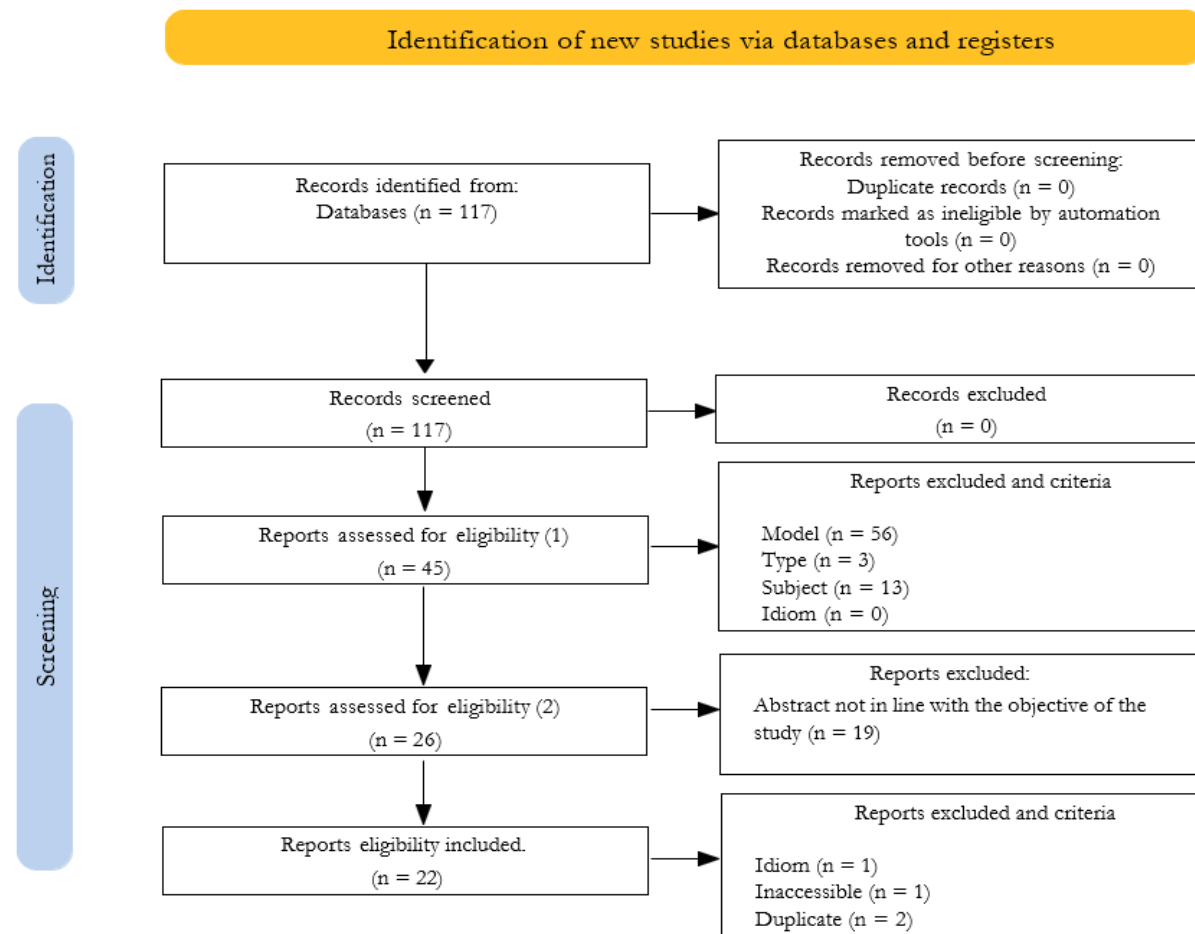 Identification of new studies via databases and registers
Identification
Records identified from:
Databases (n = 117)
Records removed before screening:
Duplicate records (n = 0)
Records marked as ineligible by automation
tools (n = 0)
Records removed for other reasons (n = 0)
Screening
Records screened
(n = 117)
Records excluded
(n = 0)
Reports assessed for eligibility (1)
(n = 45)
Reports excluded and criteria
Model (n = 56)
Type (n = 3)
Subject (n = 13)
Idiom (n = 0)
Reports assessed for eligibility (2)
(n = 26)
Reports excluded:
Abstract not in line with the objective of the
study (n = 19)
Reports eligibility included.
(n = 22)
Reports excluded and criteria
Idiom (n = 1)
Inaccessible (n = 1)
Duplicate (n = 2)